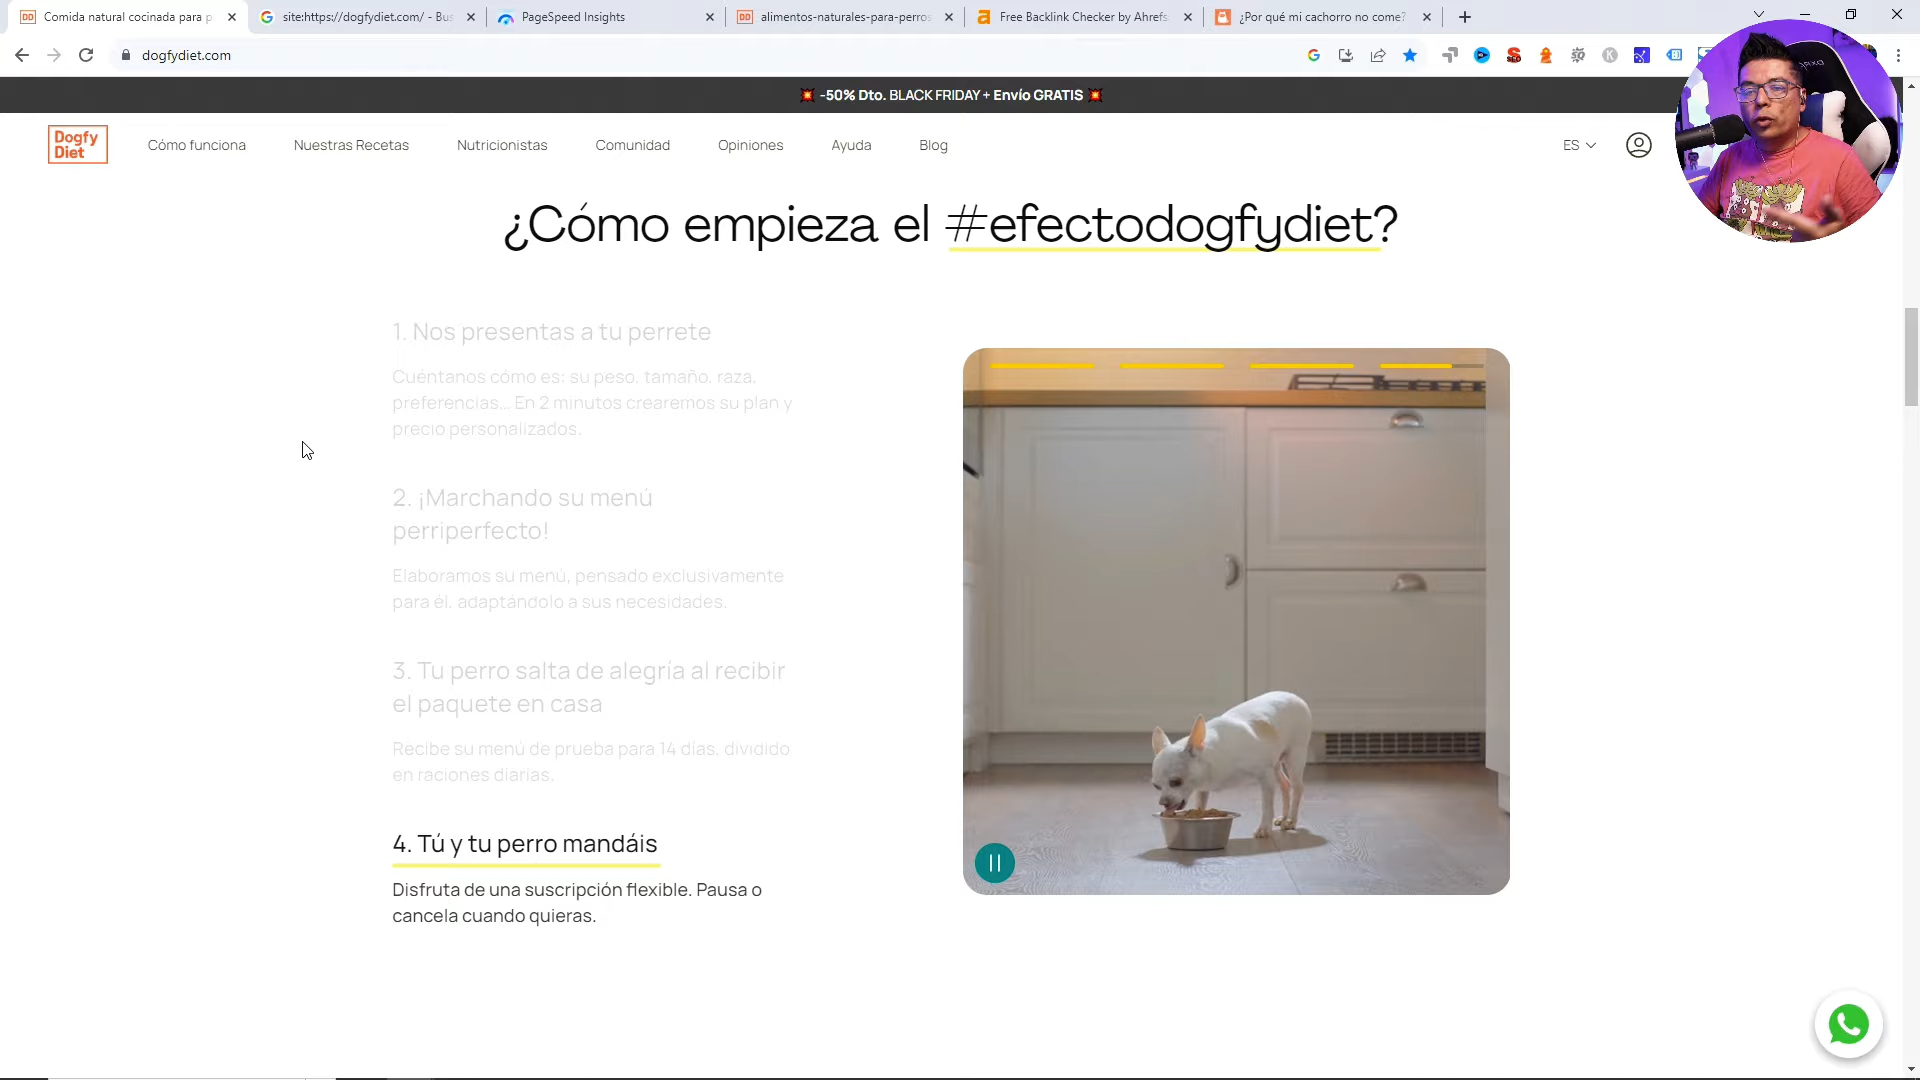 Comida natural cocinada para p
site:https://dogfydiet.com/ - Bus
PageSpeed Insights
alimentos-naturales-para-perros
Free Backlink Checker by Ahrefs
¿Por qué mi cachorro no come?
dogfydiet.com
-50% Dto. BLACK FRIDAY + Envío GRATIS
Dogfy
Diet
Cómo funciona
Nuestras Recetas
Nutricionistas
Comunidad
Opiniones
Ayuda
Blog
ES
¿Cómo empieza el #efectodogfydiet?
1. Nos presentas a tu perrete
Cuéntanos cómo es: su peso, tamaño, raza,
preferencias... En 2 minutos crearemos su plan y
precio personalizados.
2. ¡Marchando su menú
perriperfecto!
Elaboramos su menú, pensado exclusivamente
para él, adaptándolo a sus necesidades.
3. Tu perro salta de alegría al recibir
el paquete en casa
Recibe su menú de prueba para 14 días, dividido
en raciones diarias.
4. Tú y tu perro mandáis
Disfruta de una suscripción flexible. Pausa o
cancela cuando quieras.